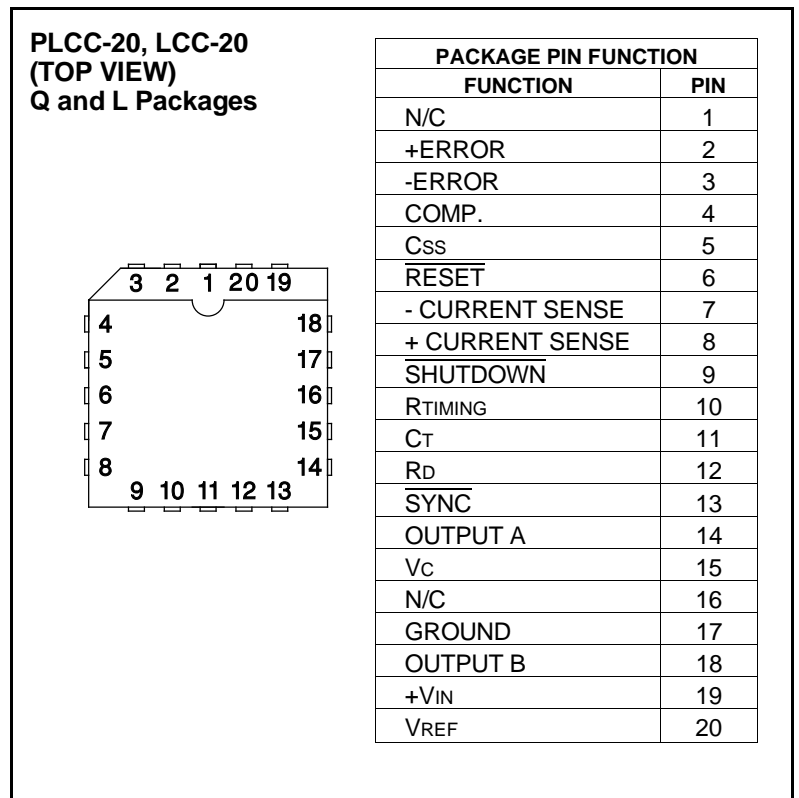 PLCC-20, LCC-20
(TOP VIEW)
Q and L Packages
3 2 1 20 19
4 18
5 17
6 16
7 15
8 14
9 10 11 12 13
PACKAGE PIN FUNCTION
FUNCTION PIN
N/C 1
+ERROR 2
-ERROR 3
COMP. 4
CSS 5
R̅E̅S̅E̅T̅ 6
- CURRENT SENSE 7
+ CURRENT SENSE 8
S̅H̅U̅T̅D̅O̅W̅N̅ 9
RTIMING 10
CT 11
RD 12
S̅Y̅N̅C̅ 13
OUTPUT A 14
VC 15
N/C 16
GROUND 17
OUTPUT B 18
+VIN 19
VREF 20